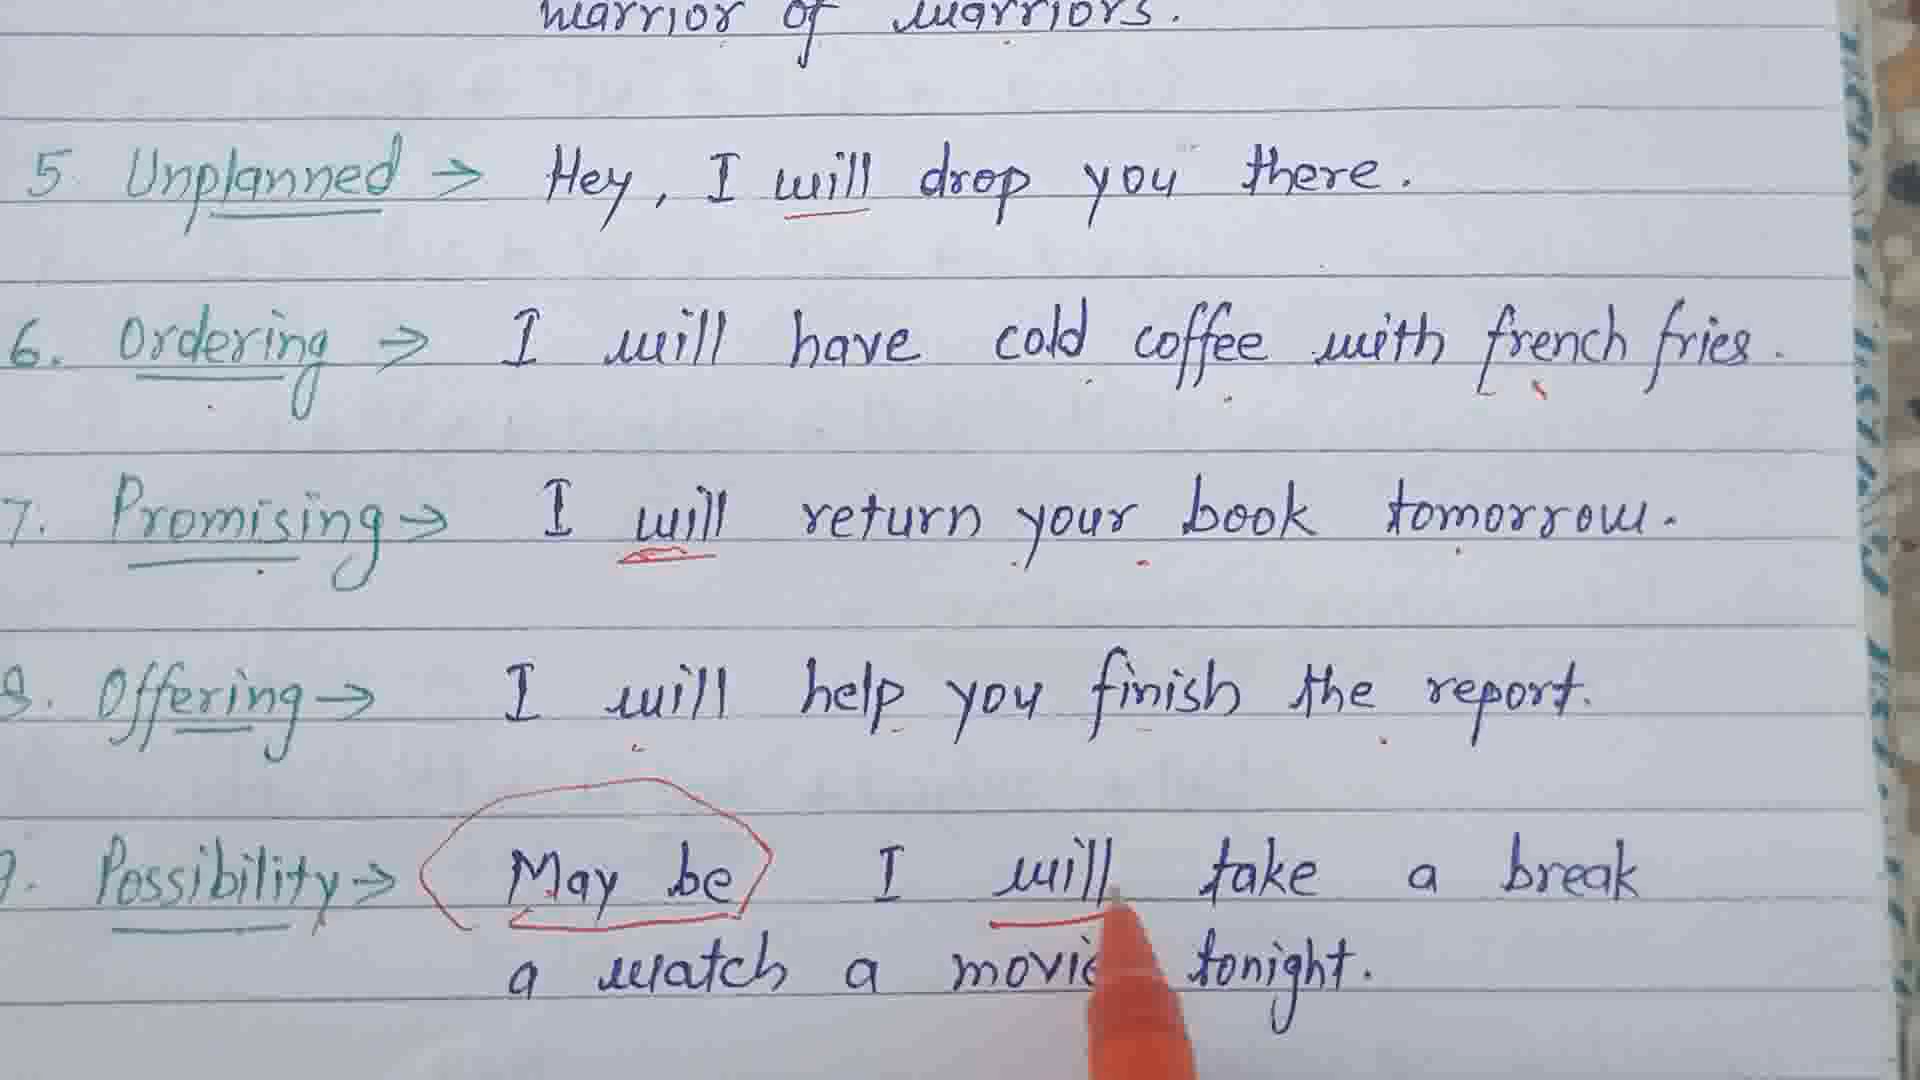 warrior of warriors.
5. Unplanned → Hey, I will drop you there.
6. Ordering → I will have cold coffee with french fries.
7. Promising → I will return your book tomorrow.
8. Offering → I will help you finish the report.
9. Possibility → May be I will take a break
a watch a movie tonight.